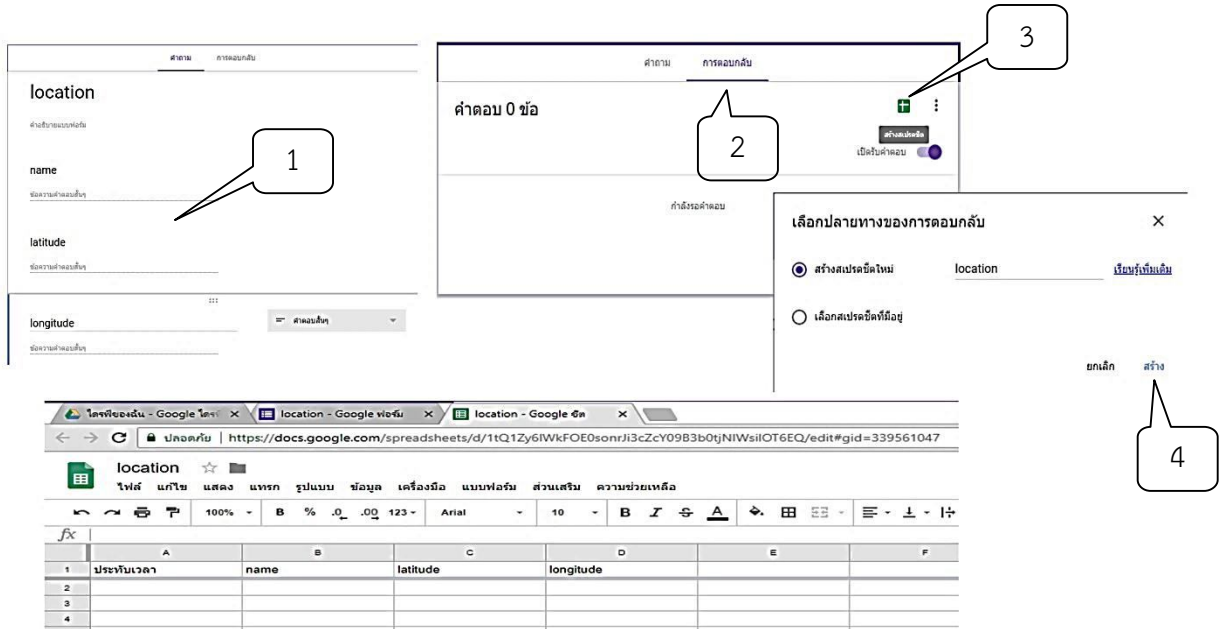 คำถาม การตอบกลับ
location
คำอธิบายแบบฟอร์ม
name
ข้อความคำตอบสั้นๆ
latitude
ข้อความคำตอบสั้นๆ
longitude
คำตอบสั้นๆ
ข้อความคำตอบสั้นๆ
1
คำถาม การตอบกลับ
คำตอบ 0 ข้อ
สร้างสเปรดชีต
เปิดรับคำตอบ
กำลังรอคำตอบ
2
3
เลือกปลายทางของการตอบกลับ ×
สร้างสเปรดชีตใหม่ location เรียนรู้เพิ่มเติม
เลือกสเปรดชีตที่มีอยู่
ยกเลิก สร้าง
4
ไดรฟ์ของฉัน - Google ไดรฟ์ × location - Google ฟอร์ม × location - Google ชีต ×
ปลอดภัย https://docs.google.com/spreadsheets/d/1tQ1Zy6IWkFOE0sonrJi3cZcY09B3b0tjNIWsilOT6EQ/edit#gid=339561047
location
ไฟล์ แก้ไข แสดง แทรก รูปแบบ ข้อมูล เครื่องมือ แบบฟอร์ม ส่วนเสริม ความช่วยเหลือ
100% B % .0 .00 123 Arial 10 B I S A
fx
A B C D E F
1 ประทับเวลา name latitude longitude
2
3
4